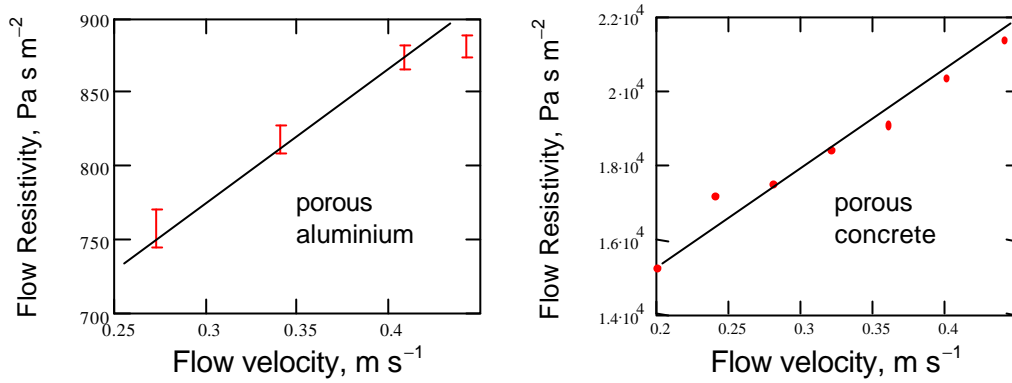 Flow Resistivity, Pa s m⁻²
900
850
800
750
700
0.25
0.3
0.35
0.4
porous
aluminium
Flow velocity, m s⁻¹
Flow Resistivity, Pa s m⁻²
2.2·10⁴
2·10⁴
1.8·10⁴
1.6·10⁴
1.4·10⁴
0.2
0.25
0.3
0.35
0.4
porous
concrete
Flow velocity, m s⁻¹